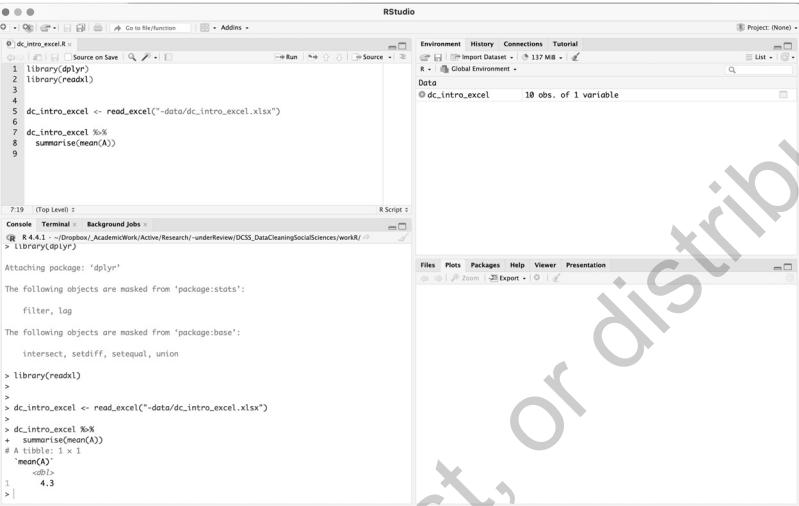 RStudio
Go to file/function
Addins
Project: (None)
dc_intro_excel.R
Source on Save
Run
Source
1 library(dplyr)
2 library(readxl)
3
4
5 dc_intro_excel <- read_excel("-data/dc_intro_excel.xlsx")
6
7 dc_intro_excel %>%
8 summarise(mean(A))
9
7:19 (Top Level) R Script
Console Terminal Background Jobs
R 4.4.1 · ~/Dropbox/_AcademicWork/Active/Research/-underReview/DCSS_DataCleaningSocialSciences/workR/
> library(dplyr)
Attaching package: ‘dplyr’
The following objects are masked from ‘package:stats’:
filter, lag
The following objects are masked from ‘package:base’:
intersect, setdiff, setequal, union
> library(readxl)
>
>
> dc_intro_excel <- read_excel("-data/dc_intro_excel.xlsx")
>
> dc_intro_excel %>%
+ summarise(mean(A))
# A tibble: 1 × 1
`mean(A)`
<dbl>
1 4.3
>
Environment History Connections Tutorial
Import Dataset 137 MiB List
R Global Environment
Data
dc_intro_excel 10 obs. of 1 variable
Files Plots Packages Help Viewer Presentation
Zoom Export
st, or distribu